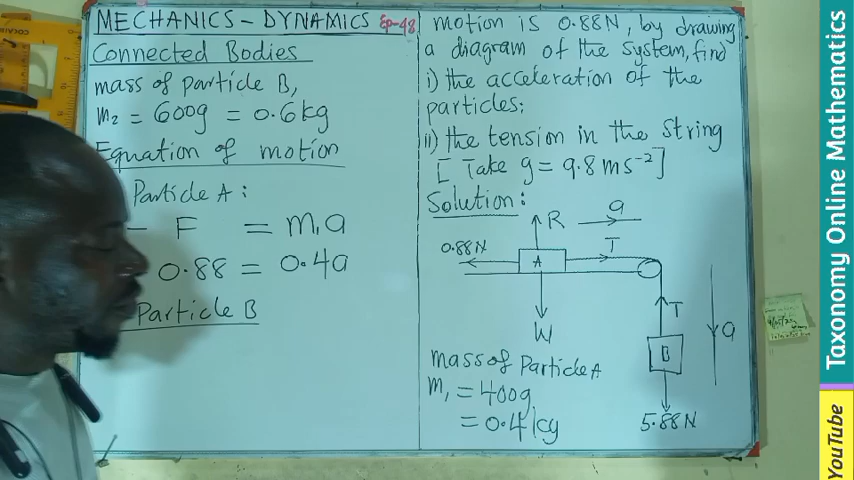 MECHANICS - DYNAMICS Ep-48
Connected Bodies
mass of particle B,
m₂ = 600g = 0.6kg
Equation of motion
Particle A:
- F = m₁a
0.88 = 0.4a
Particle B
motion is 0.88N, by drawing
a diagram of the system, find
i) the acceleration of the
particles;
ii) the tension in the string
[Take g = 9.8ms⁻²]
Solution:
R
a
0.88N
A
T
W
T
B
a
5.88N
mass of Particle A
m₁ = 400g
= 0.4kg
Taxonomy Online Mathematics
YouTube